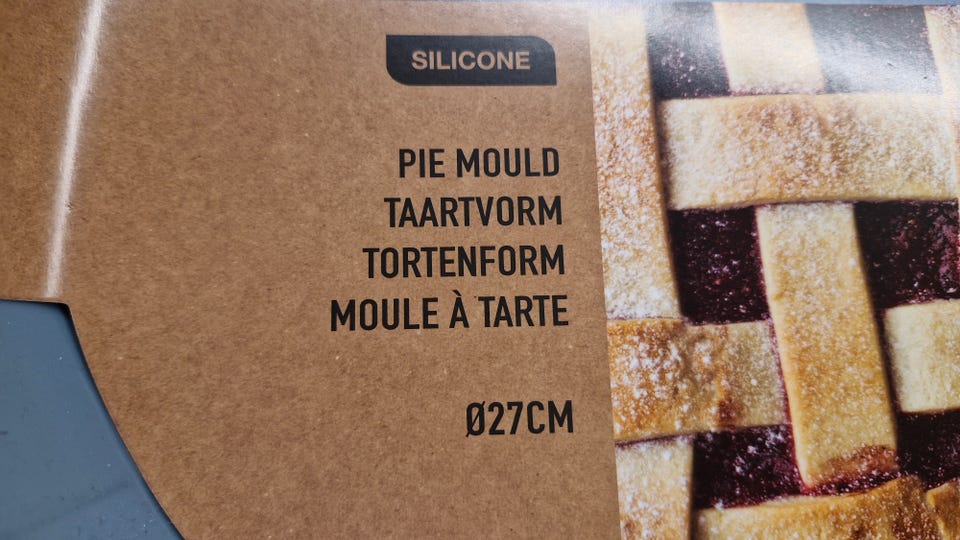 SILICONE
PIE MOULD
TAARTVORM
TORTENFORM
MOULE À TARTE
Ø27CM